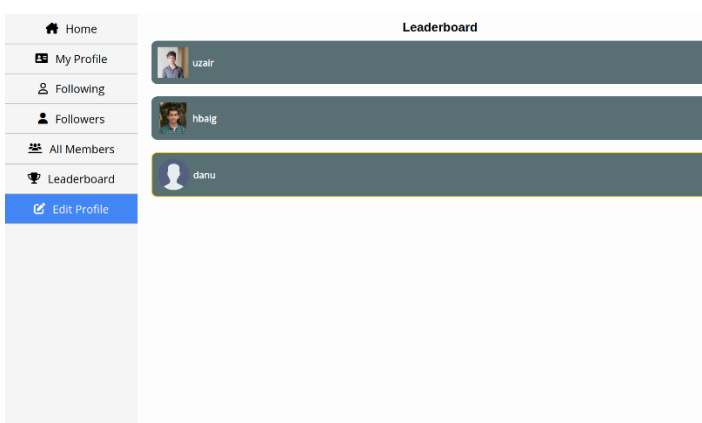 Home
My Profile
Following
Followers
All Members
Leaderboard
Edit Profile
Leaderboard
uzair
hbaig
danu